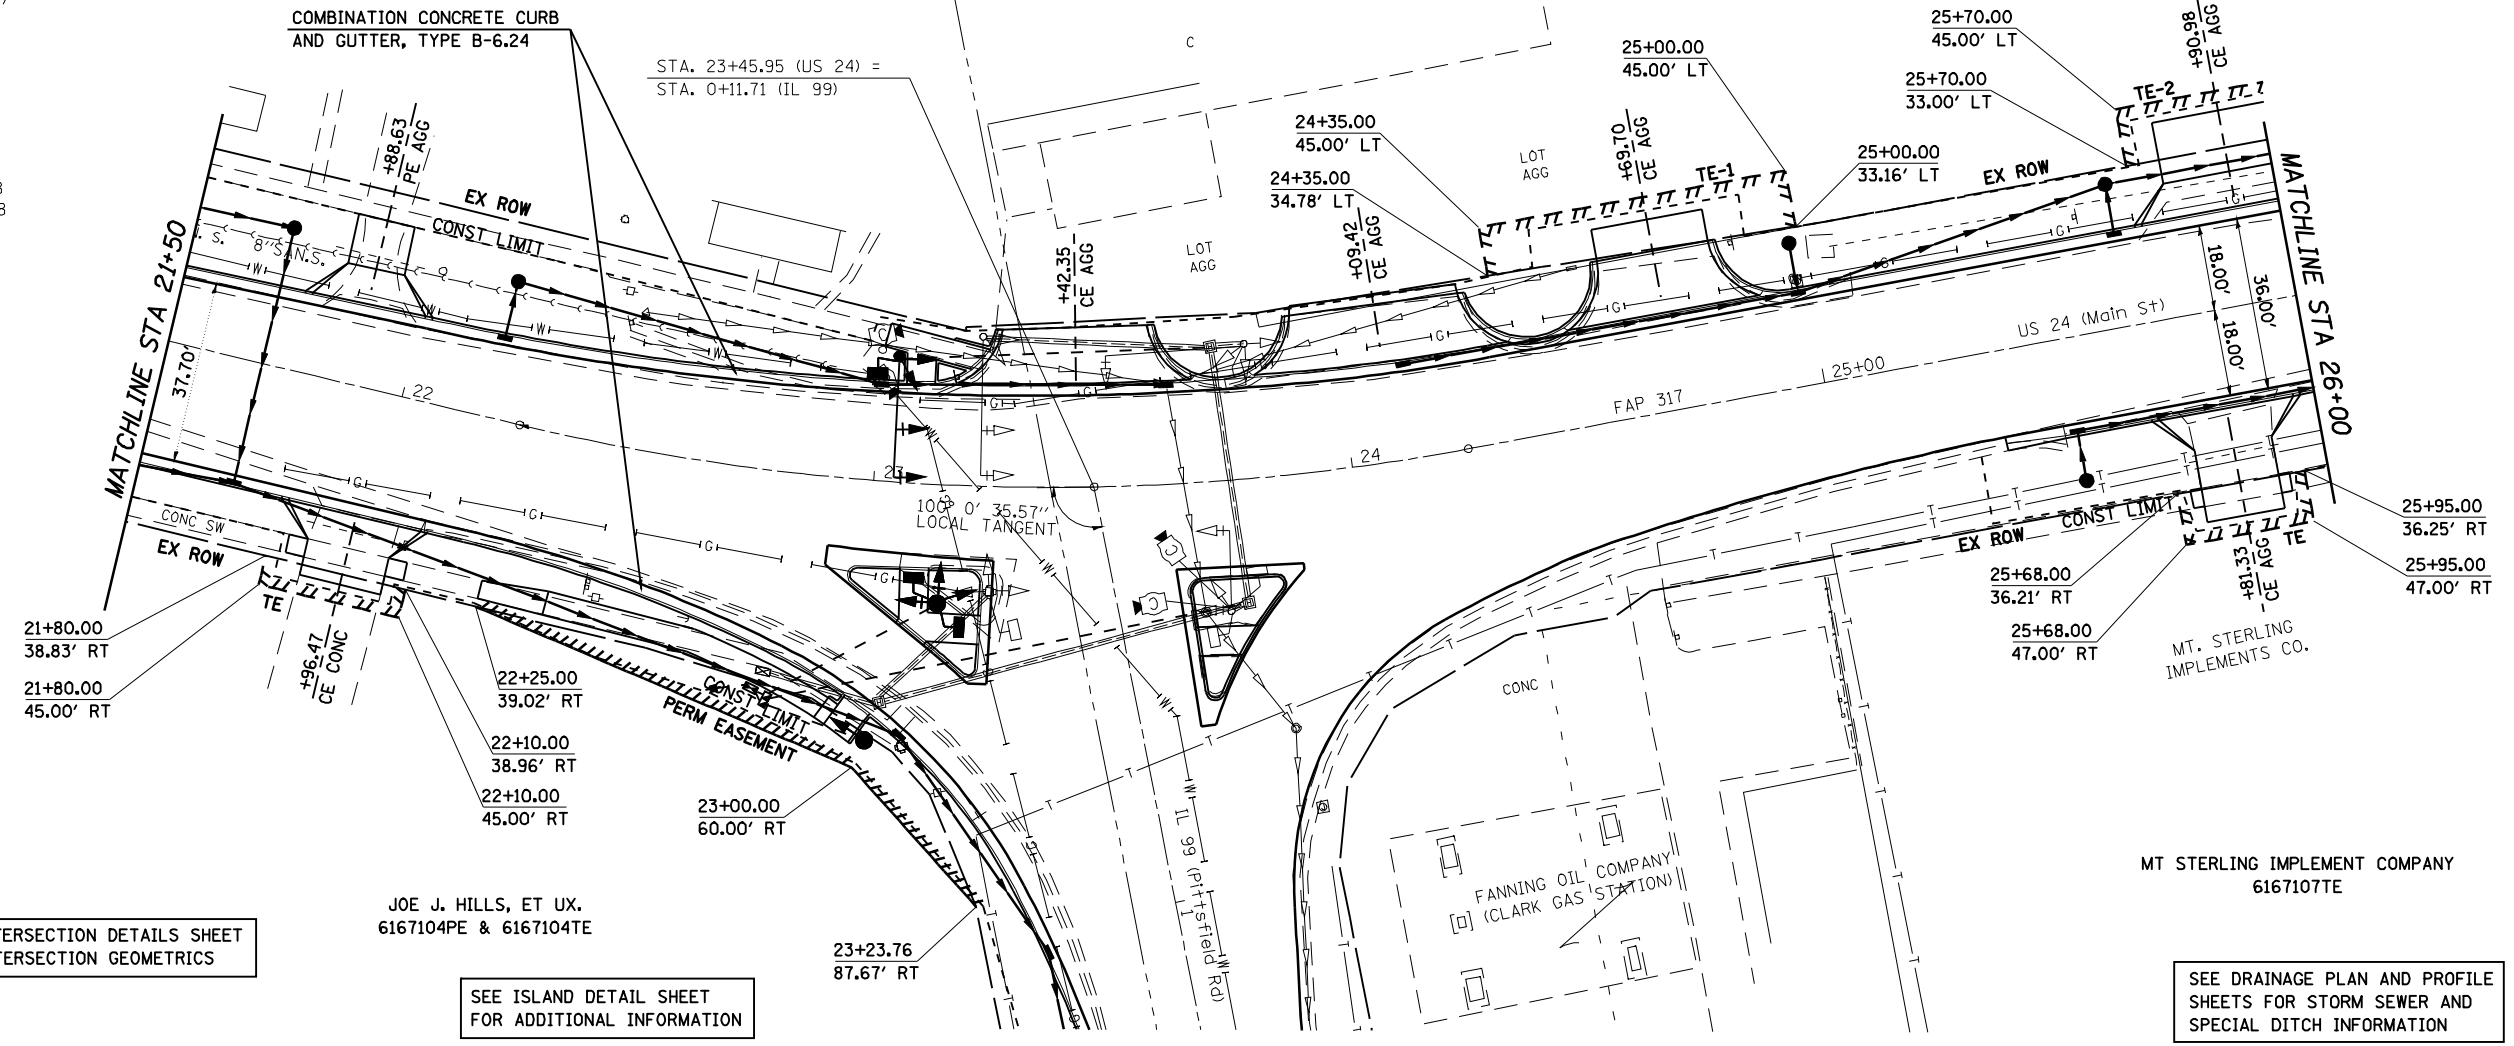 COMBINATION CONCRETE CURB
AND GUTTER, TYPE B-6.24
STA. 23+45.95 (US 24) =
STA. 0+11.71 (IL 99)
C
25+70.00
45.00' LT
+90.98
CE AGG
25+00.00
45.00' LT
25+70.00
33.00' LT
TE-2
+88.63
PE AGG
24+35.00
45.00' LT
+69.70
CE AGG
LOT
AGG
25+00.00
33.16' LT
EX ROW
TE-1
24+35.00
34.78' LT
EX ROW
CONST LIMIT
8"SAN.S.
+42.35
CE AGG
LOT
AGG
+09.42
CE AGG
MATCHLINE STA 21+50
37.70'
MATCHLINE STA 26+00
18.00'
36.00'
18.00'
US 24 (Main St)
FAP 317
22
23
24
25+00
100° 0' 35.57"
LOCAL TANGENT
CONC SW
EX ROW
TE
+96.47
CE CONC
21+80.00
38.83' RT
21+80.00
45.00' RT
22+25.00
39.02' RT
22+10.00
38.96' RT
22+10.00
45.00' RT
CONST LIMIT
PERM EASEMENT
23+00.00
60.00' RT
23+23.76
87.67' RT
IL 99 (Pittsfield Rd)
1
CONC
FANNING OIL COMPANY
(CLARK GAS STATION)
EX ROW
CONST LIMIT
TE
25+95.00
36.25' RT
25+95.00
47.00' RT
25+68.00
36.21' RT
25+68.00
47.00' RT
+81.33
CE AGG
MT. STERLING
IMPLEMENTS CO.
JOE J. HILLS, ET UX.
6167104PE & 6167104TE
MT STERLING IMPLEMENT COMPANY
6167107TE
TERSECTION DETAILS SHEET
TERSECTION GEOMETRICS
SEE ISLAND DETAIL SHEET
FOR ADDITIONAL INFORMATION
SEE DRAINAGE PLAN AND PROFILE
SHEETS FOR STORM SEWER AND
SPECIAL DITCH INFORMATION